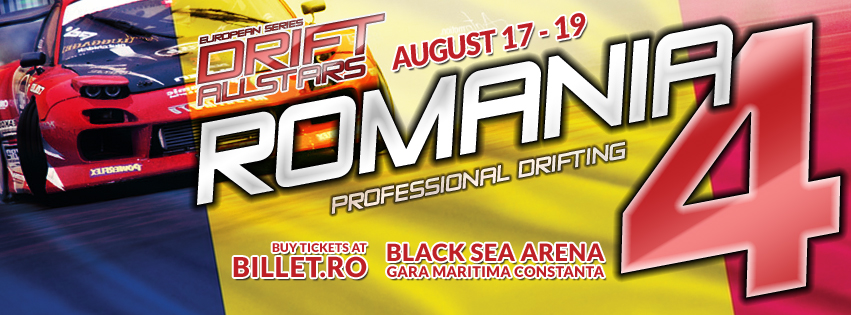 EUROPEAN SERIES
DRIFT
ALLSTARS
AUGUST 17 - 19
ROMANIA
4
PROFESSIONAL DRIFTING
BUY TICKETS AT
BILLET.RO
BLACK SEA ARENA
GARA MARITIMA CONSTANTA
POWERFLEX